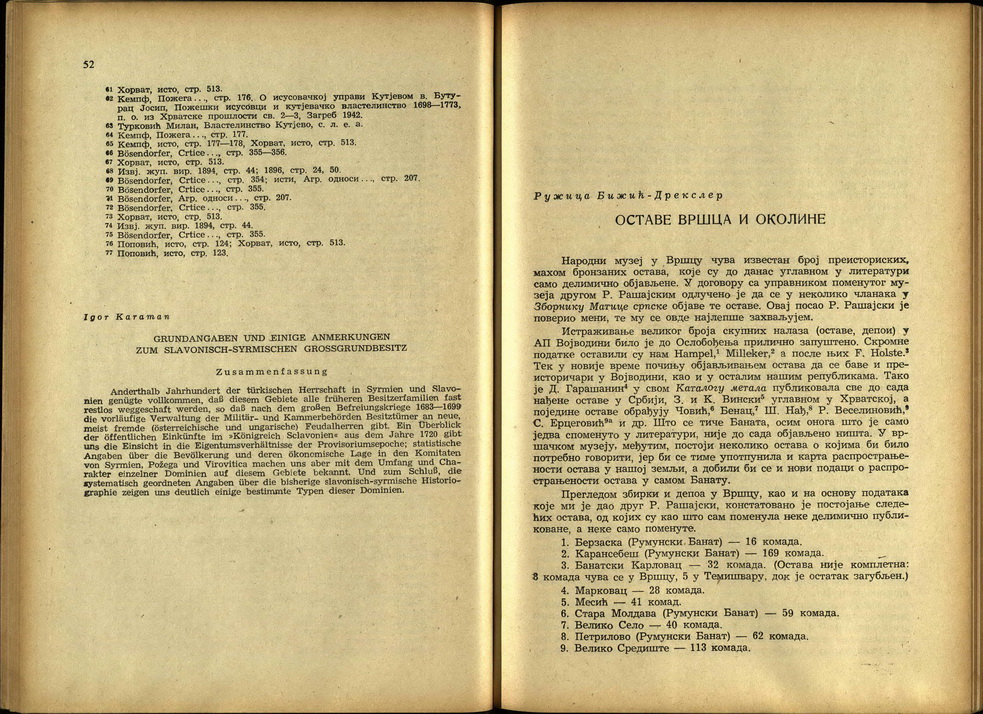 52
61 Хорват, исто, стр. 513.
62 Кемпф, Пожега..., стр. 176. О исусовачкој управи Кутјевом в. Буту-
рац Јосип, Пожешки исусовци и кутјевачко властелинство 1698—1773,
п. о. из Хрватске прошлости св. 2—3, Загреб 1942.
63 Турковић Милан, Властелинство Кутјево, с. л. е. а.
64 Кемпф, Пожега..., стр. 177.
65 Кемпф, исто, стр. 177—178, Хорват, исто, стр. 513.
66 Bösendorfer, Crtice..., стр. 355—356.
67 Хорват, исто, стр. 513.
68 Извј. жуп. вир. 1894, стр. 44; 1896, стр. 24, 50.
69 Bösendorfer, Crtice..., стр. 354; исти, Агр. односи..., стр. 207.
70 Bösendorfer, Crtice..., стр. 355.
71 Bösendorfer, Агр. односи..., стр. 207.
72 Bösendorfer, Crtice..., стр. 355.
73 Хорват, исто, стр. 513.
74 Извј. жуп. вир. 1894, стр. 44.
75 Bösendorfer, Crtice..., стр. 355.
76 Поповић, исто, стр. 124; Хорват, исто, стр. 513.
77 Поповић, исто, стр. 123.
Igor Karaman
GRUNDANGABEN UND EINIGE ANMERKUNGEN
ZUM SLAVONISCH-SYRMISCHEN GROSSGRUNDBESITZ
Zusammenfassung
Anderthalb Jahrhundert der türkischen Herrschaft in Syrmien und Slavo-
nien genügte vollkommen, daß diesem Gebiete alle früheren Besitzerfamilien fast
restlos weggeschaft werden, so daß nach dem großen Befreiungskriege 1683—1699
die vorläufige Verwaltung der Militär- und Kammerbehörden Besitztümer an neue,
meist fremde (österreichische und ungarische) Feudalherren gibt. Ein Überblick
der öffentlichen Einkünfte im »Königreich Sclavonien« aus dem Jahre 1720 gibt
uns die Einsicht in die Eigentumsverhältnisse der Provisoriumsepoche; statistische
Angaben über die Bevölkerung und deren ökonomische Lage in den Komitaten
von Syrmien, Požega und Virovitica machen uns aber mit dem Umfang und Cha-
rakter einzelner Dominien auf diesem Gebiete bekannt. Und zum Schluß, die
systematisch geordneten Angaben über die bisherige slavonisch-syrmische Historio-
graphie zeigen uns deutlich einige bestimmte Typen dieser Dominien.
Ружица Бижић-Дрекслер
ОСТАВЕ ВРШЦА И ОКОЛИНЕ
Народни музеј у Вршцу чува известан број преисториских,
махом бронзаних остава, које су до данас углавном у литератури
само делимично објављене. У договору са управником поменутог му-
зеја другом Р. Рашајским одлучено је да се у неколико чланака у
Зборнику Матице српске објаве те оставе. Овај посао Р. Рашајски је
поверио мени, те му се овде најлепше захваљујем.
Истраживање великог броја скупних налаза (оставе, депои) у
АП Војводини било је до Ослобођења прилично запуштено. Скромне
податке оставили су нам Hampel,¹ Milleker,² а после њих F. Holste.³
Тек у новије време почињу објављивањем остава да се баве и пре-
историчари у Војводини, као и у осталим нашим републикама. Тако
је Д. Гарашанин⁴ у свом Каталогу метала публиковала све до сада
нађене оставе у Србији, З. и К. Вински⁵ углавном у Хрватској, а
поједине оставе обрађују Човић,⁶ Бенац,⁷ Ш. Нађ,⁸ Р. Веселиновић,⁹
С. Ерцеговић⁹ᵃ и др. Што се тиче Баната, осим онога што је само
једва споменуто у литератури, није до сада објављено ништа. У вр-
шачком музеју, међутим, постоји неколико остава о којима би било
потребно говорити, јер би се тиме употпунила и карта распростање-
ности остава у нашој земљи, а добили би се и нови подаци о распро-
страњености остава у самом Банату.
Прегледом збирки и депоа у Вршцу, као и на основу података
које ми је дао друг Р. Рашајски, констатовано је постојање следе-
ћих остава, од којих су као што сам поменула неке делимично публи-
коване, а неке само поменуте.
1. Берзаска (Румунски Банат) — 16 комада.
2. Карансебеш (Румунски Банат) — 169 комада.
3. Банатски Карловац — 32 комада. (Остава није комплетна:
8 комада чува се у Вршцу, 5 у Темишвару, док је остатак загубљен.)
4. Марковац — 28 комада.
5. Месић — 41 комад.
6. Стара Молдава (Румунски Банат) — 59 комада.
7. Велико Село — 40 комада.
8. Петрилово (Румунски Банат) — 62 комада.
9. Велико Средиште — 113 комада.